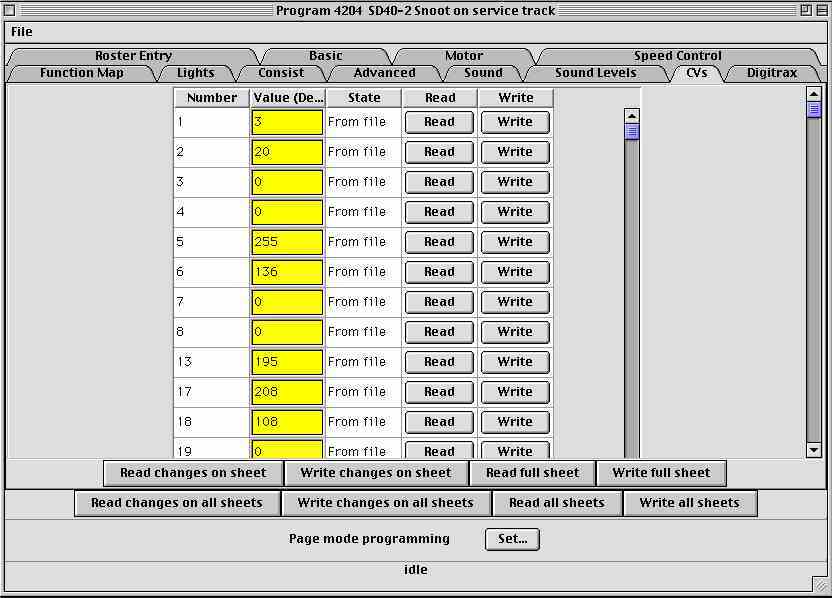 Program 4204 SD40-2 Snoot on service track
File
Roster Entry Basic Motor Speed Control
Function Map Lights Consist Advanced Sound Sound Levels CVs Digitrax
Number Value (De... State Read Write
1 3 From file Read Write
2 20 From file Read Write
3 0 From file Read Write
4 0 From file Read Write
5 255 From file Read Write
6 136 From file Read Write
7 0 From file Read Write
8 0 From file Read Write
13 195 From file Read Write
17 208 From file Read Write
18 108 From file Read Write
19 0 From file Read Write
Read changes on sheet Write changes on sheet Read full sheet Write full sheet
Read changes on all sheets Write changes on all sheets Read all sheets Write all sheets
Page mode programming Set...
idle